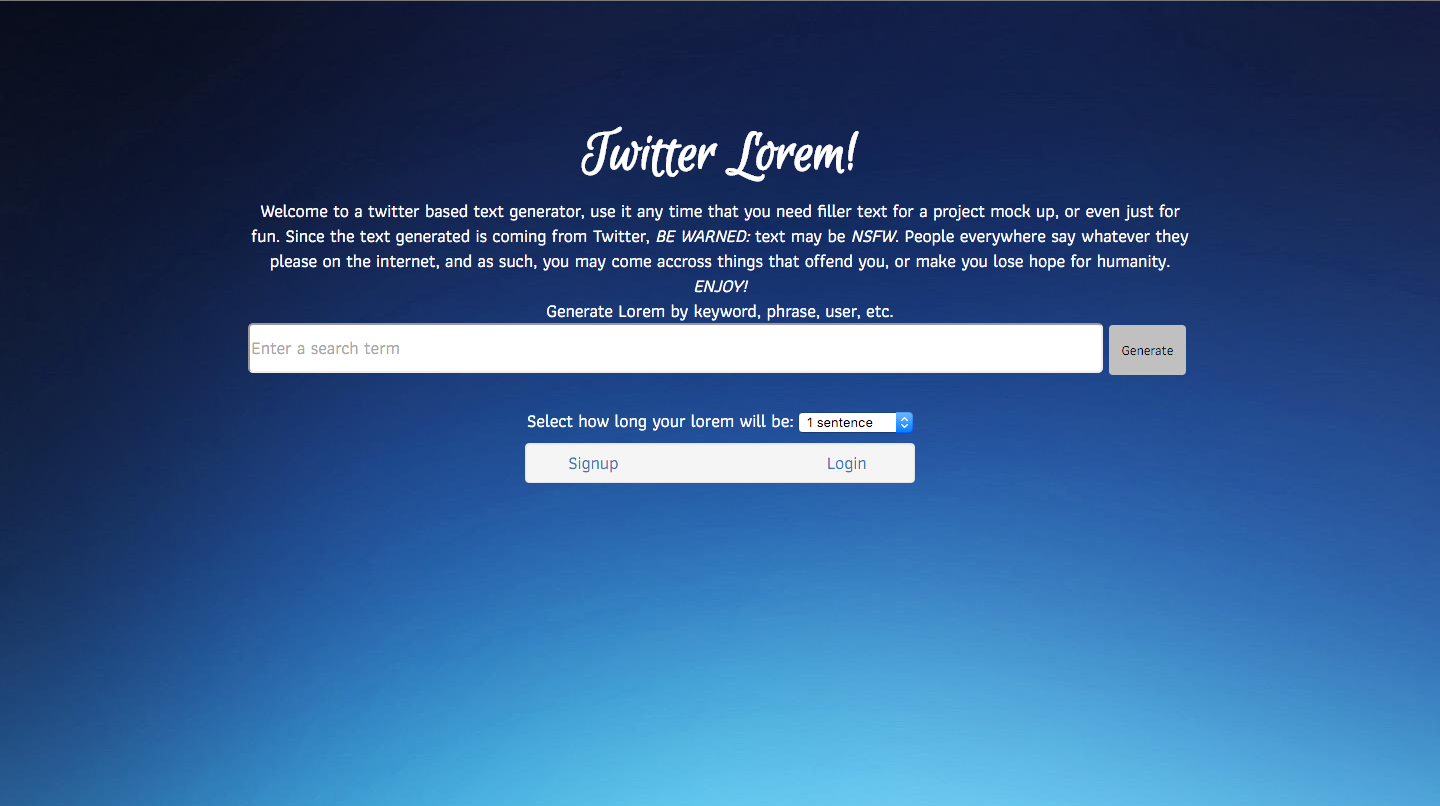 Twitter Lorem!
Welcome to a twitter based text generator, use it any time that you need filler text for a project mock up, or even just for
fun. Since the text generated is coming from Twitter, BE WARNED: text may be NSFW. People everywhere say whatever they
please on the internet, and as such, you may come accross things that offend you, or make you lose hope for humanity.
ENJOY!
Generate Lorem by keyword, phrase, user, etc.
Enter a search term Generate
Select how long your lorem will be: 1 sentence
Signup Login